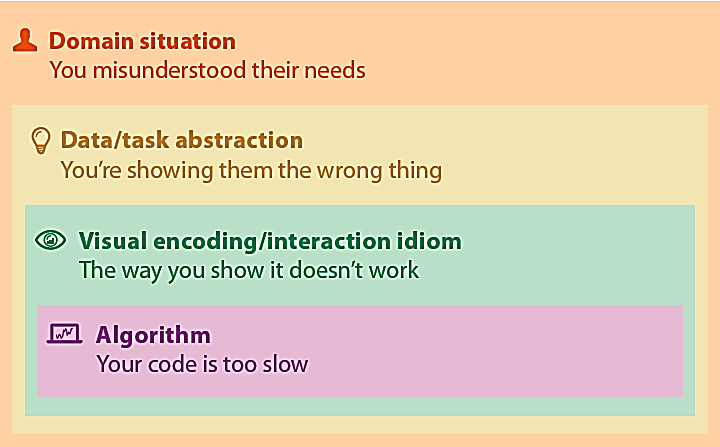 Domain situation
You misunderstood their needs
Data/task abstraction
You’re showing them the wrong thing
Visual encoding/interaction idiom
The way you show it doesn’t work
Algorithm
Your code is too slow